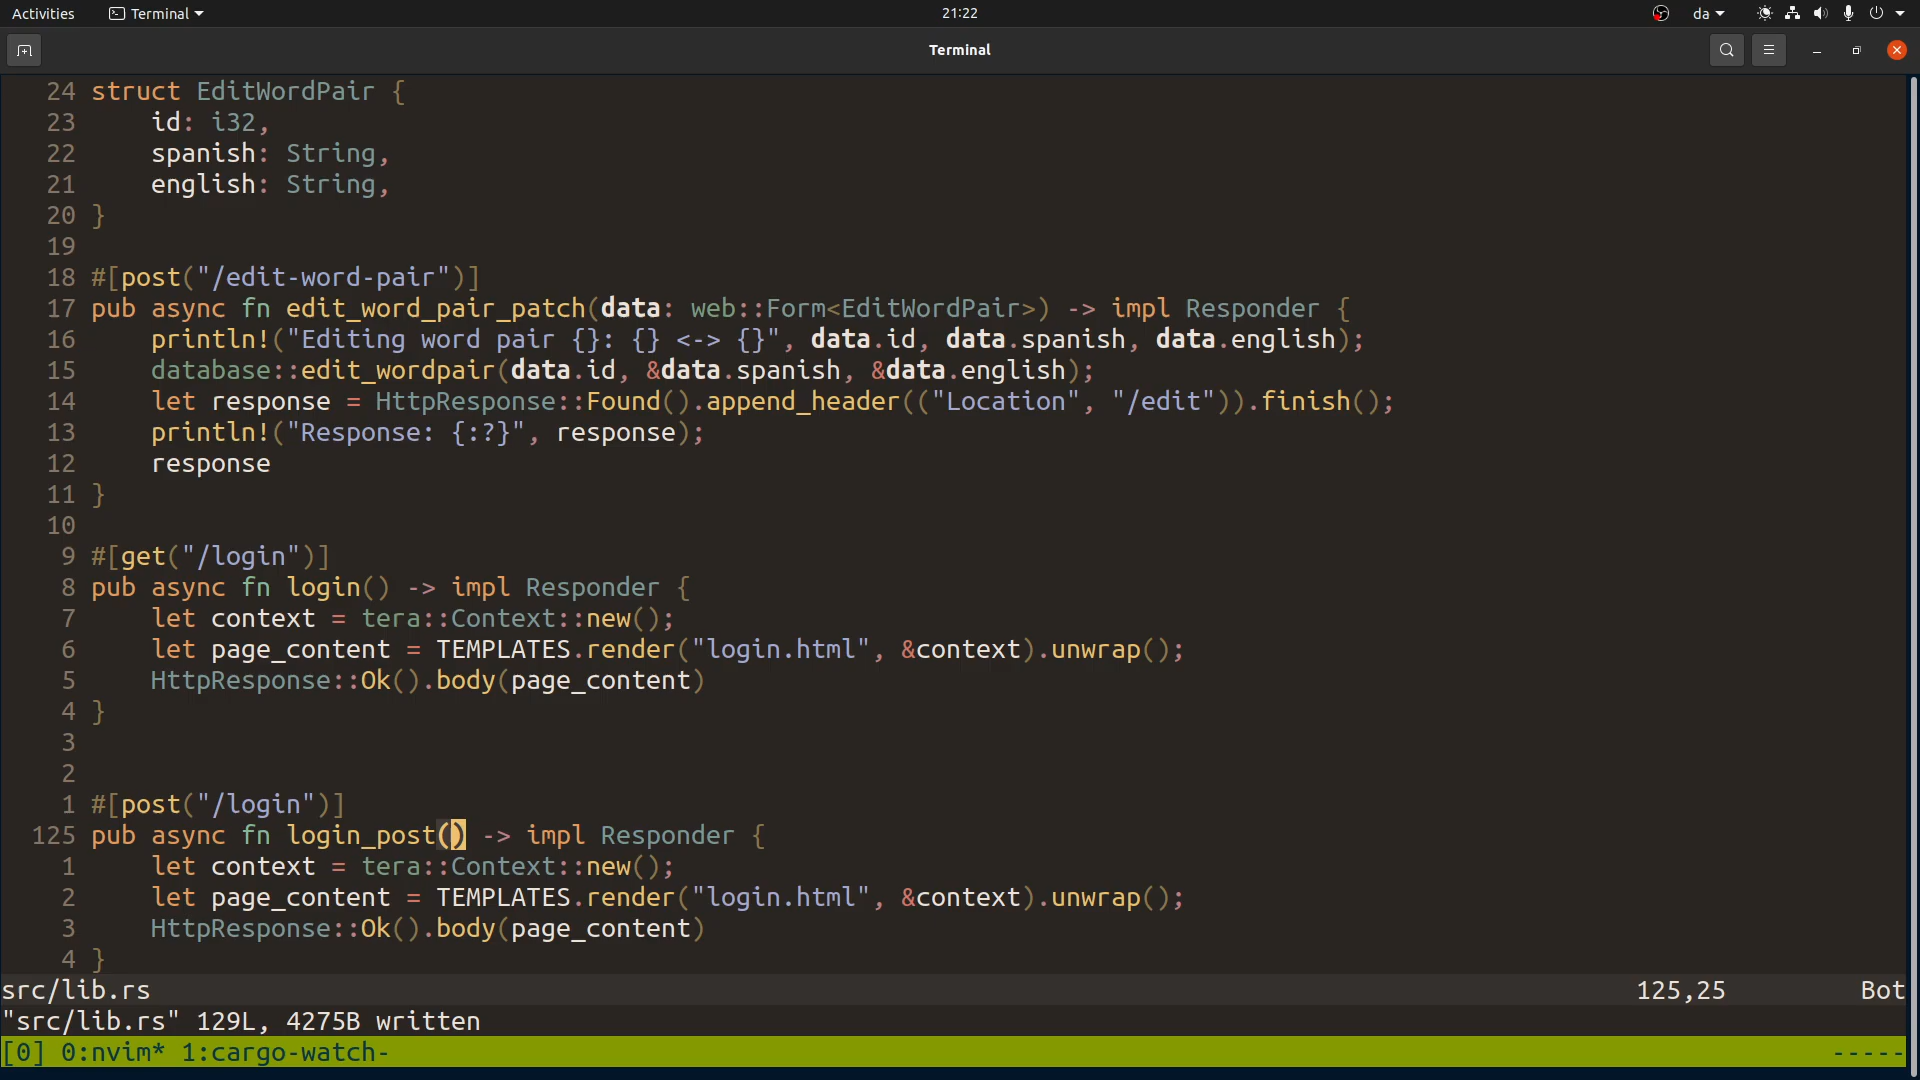 Activities Terminal 21:22 da
Terminal
24 struct EditWordPair {
23     id: i32,
22     spanish: String,
21     english: String,
20 }
19
18 #[post("/edit-word-pair")]
17 pub async fn edit_word_pair_patch(data: web::Form<EditWordPair>) -> impl Responder {
16     println!("Editing word pair {}: {} <-> {}", data.id, data.spanish, data.english);
15     database::edit_wordpair(data.id, &data.spanish, &data.english);
14     let response = HttpResponse::Found().append_header(("Location", "/edit")).finish();
13     println!("Response: {:?}", response);
12     response
11 }
10
9 #[get("/login")]
8 pub async fn login() -> impl Responder {
7     let context = tera::Context::new();
6     let page_content = TEMPLATES.render("login.html", &context).unwrap();
5     HttpResponse::Ok().body(page_content)
4 }
3
2
1 #[post("/login")]
125 pub async fn login_post() -> impl Responder {
1     let context = tera::Context::new();
2     let page_content = TEMPLATES.render("login.html", &context).unwrap();
3     HttpResponse::Ok().body(page_content)
4 }
src/lib.rs 125,25 Bot
"src/lib.rs" 129L, 4275B written
[0] 0:nvim* 1:cargo-watch- -----